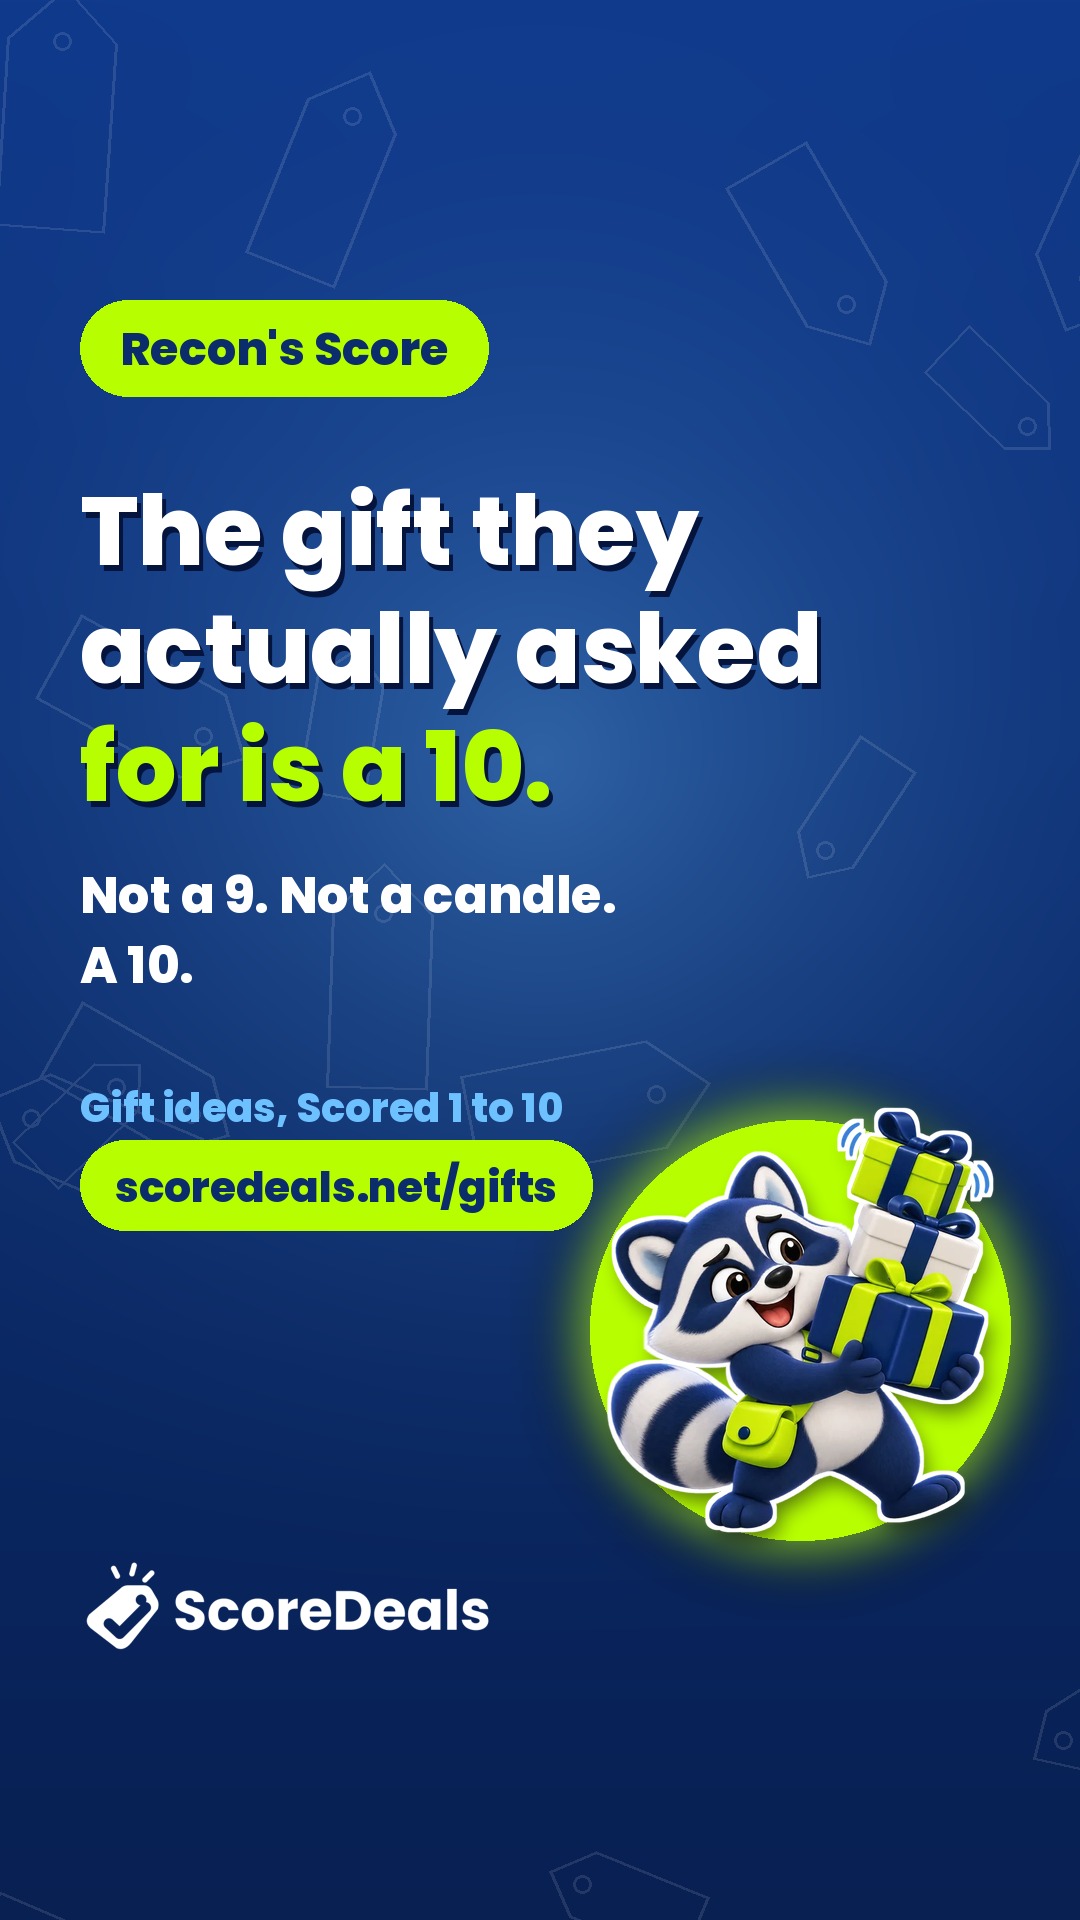 Recon's Score
The gift they
actually asked
for is a 10.
Not a 9. Not a candle.
A 10.
Gift ideas, Scored 1 to 10
scoredeals.net/gifts
ScoreDeals